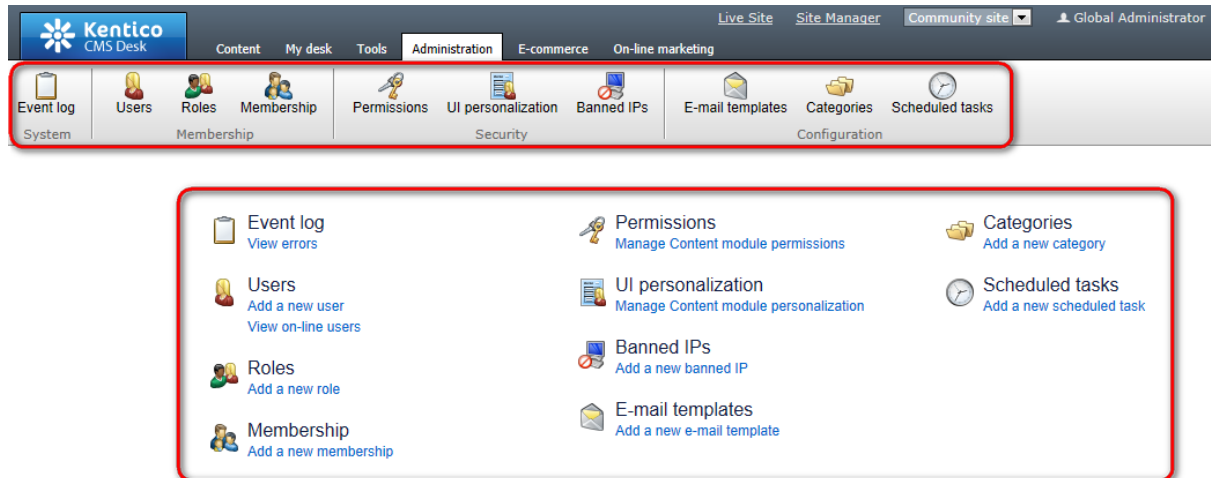 Kentico
CMS Desk
Live Site Site Manager Community site Global Administrator
Content My desk Tools Administration E-commerce On-line marketing
Event log Users Roles Membership Permissions UI personalization Banned IPs E-mail templates Categories Scheduled tasks
System Membership Security Configuration
Event log
View errors
Users
Add a new user
View on-line users
Roles
Add a new role
Membership
Add a new membership
Permissions
Manage Content module permissions
UI personalization
Manage Content module personalization
Banned IPs
Add a new banned IP
E-mail templates
Add a new e-mail template
Categories
Add a new category
Scheduled tasks
Add a new scheduled task